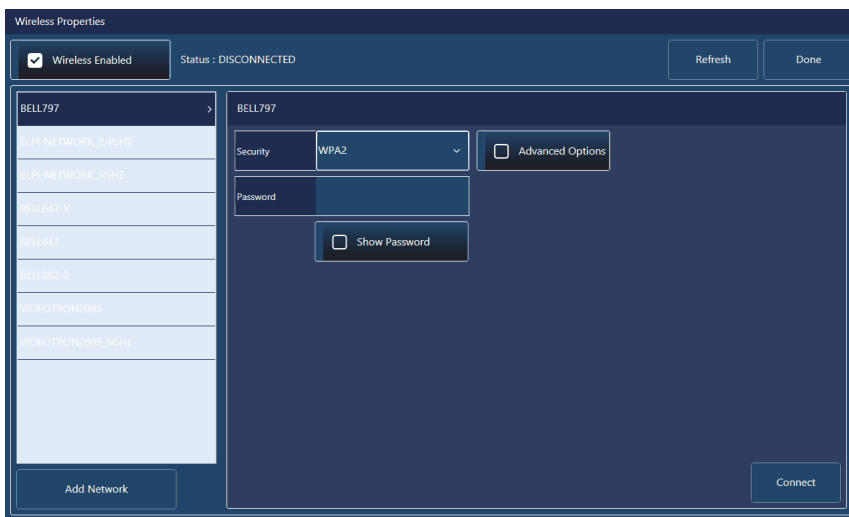 Wireless Properties
Wireless Enabled
Status : DISCONNECTED
Refresh
Done
BELL797
BELL797
ELPI-NETWORK_2.4GHZ
Security
WPA2
Advanced Options
ELPI-NETWORK_5GHZ
Password
BELL647-V
BELL647
Show Password
BELL882-2
VIDEOTRON2099
VIDEOTRON2099_5GHz
Add Network
Connect